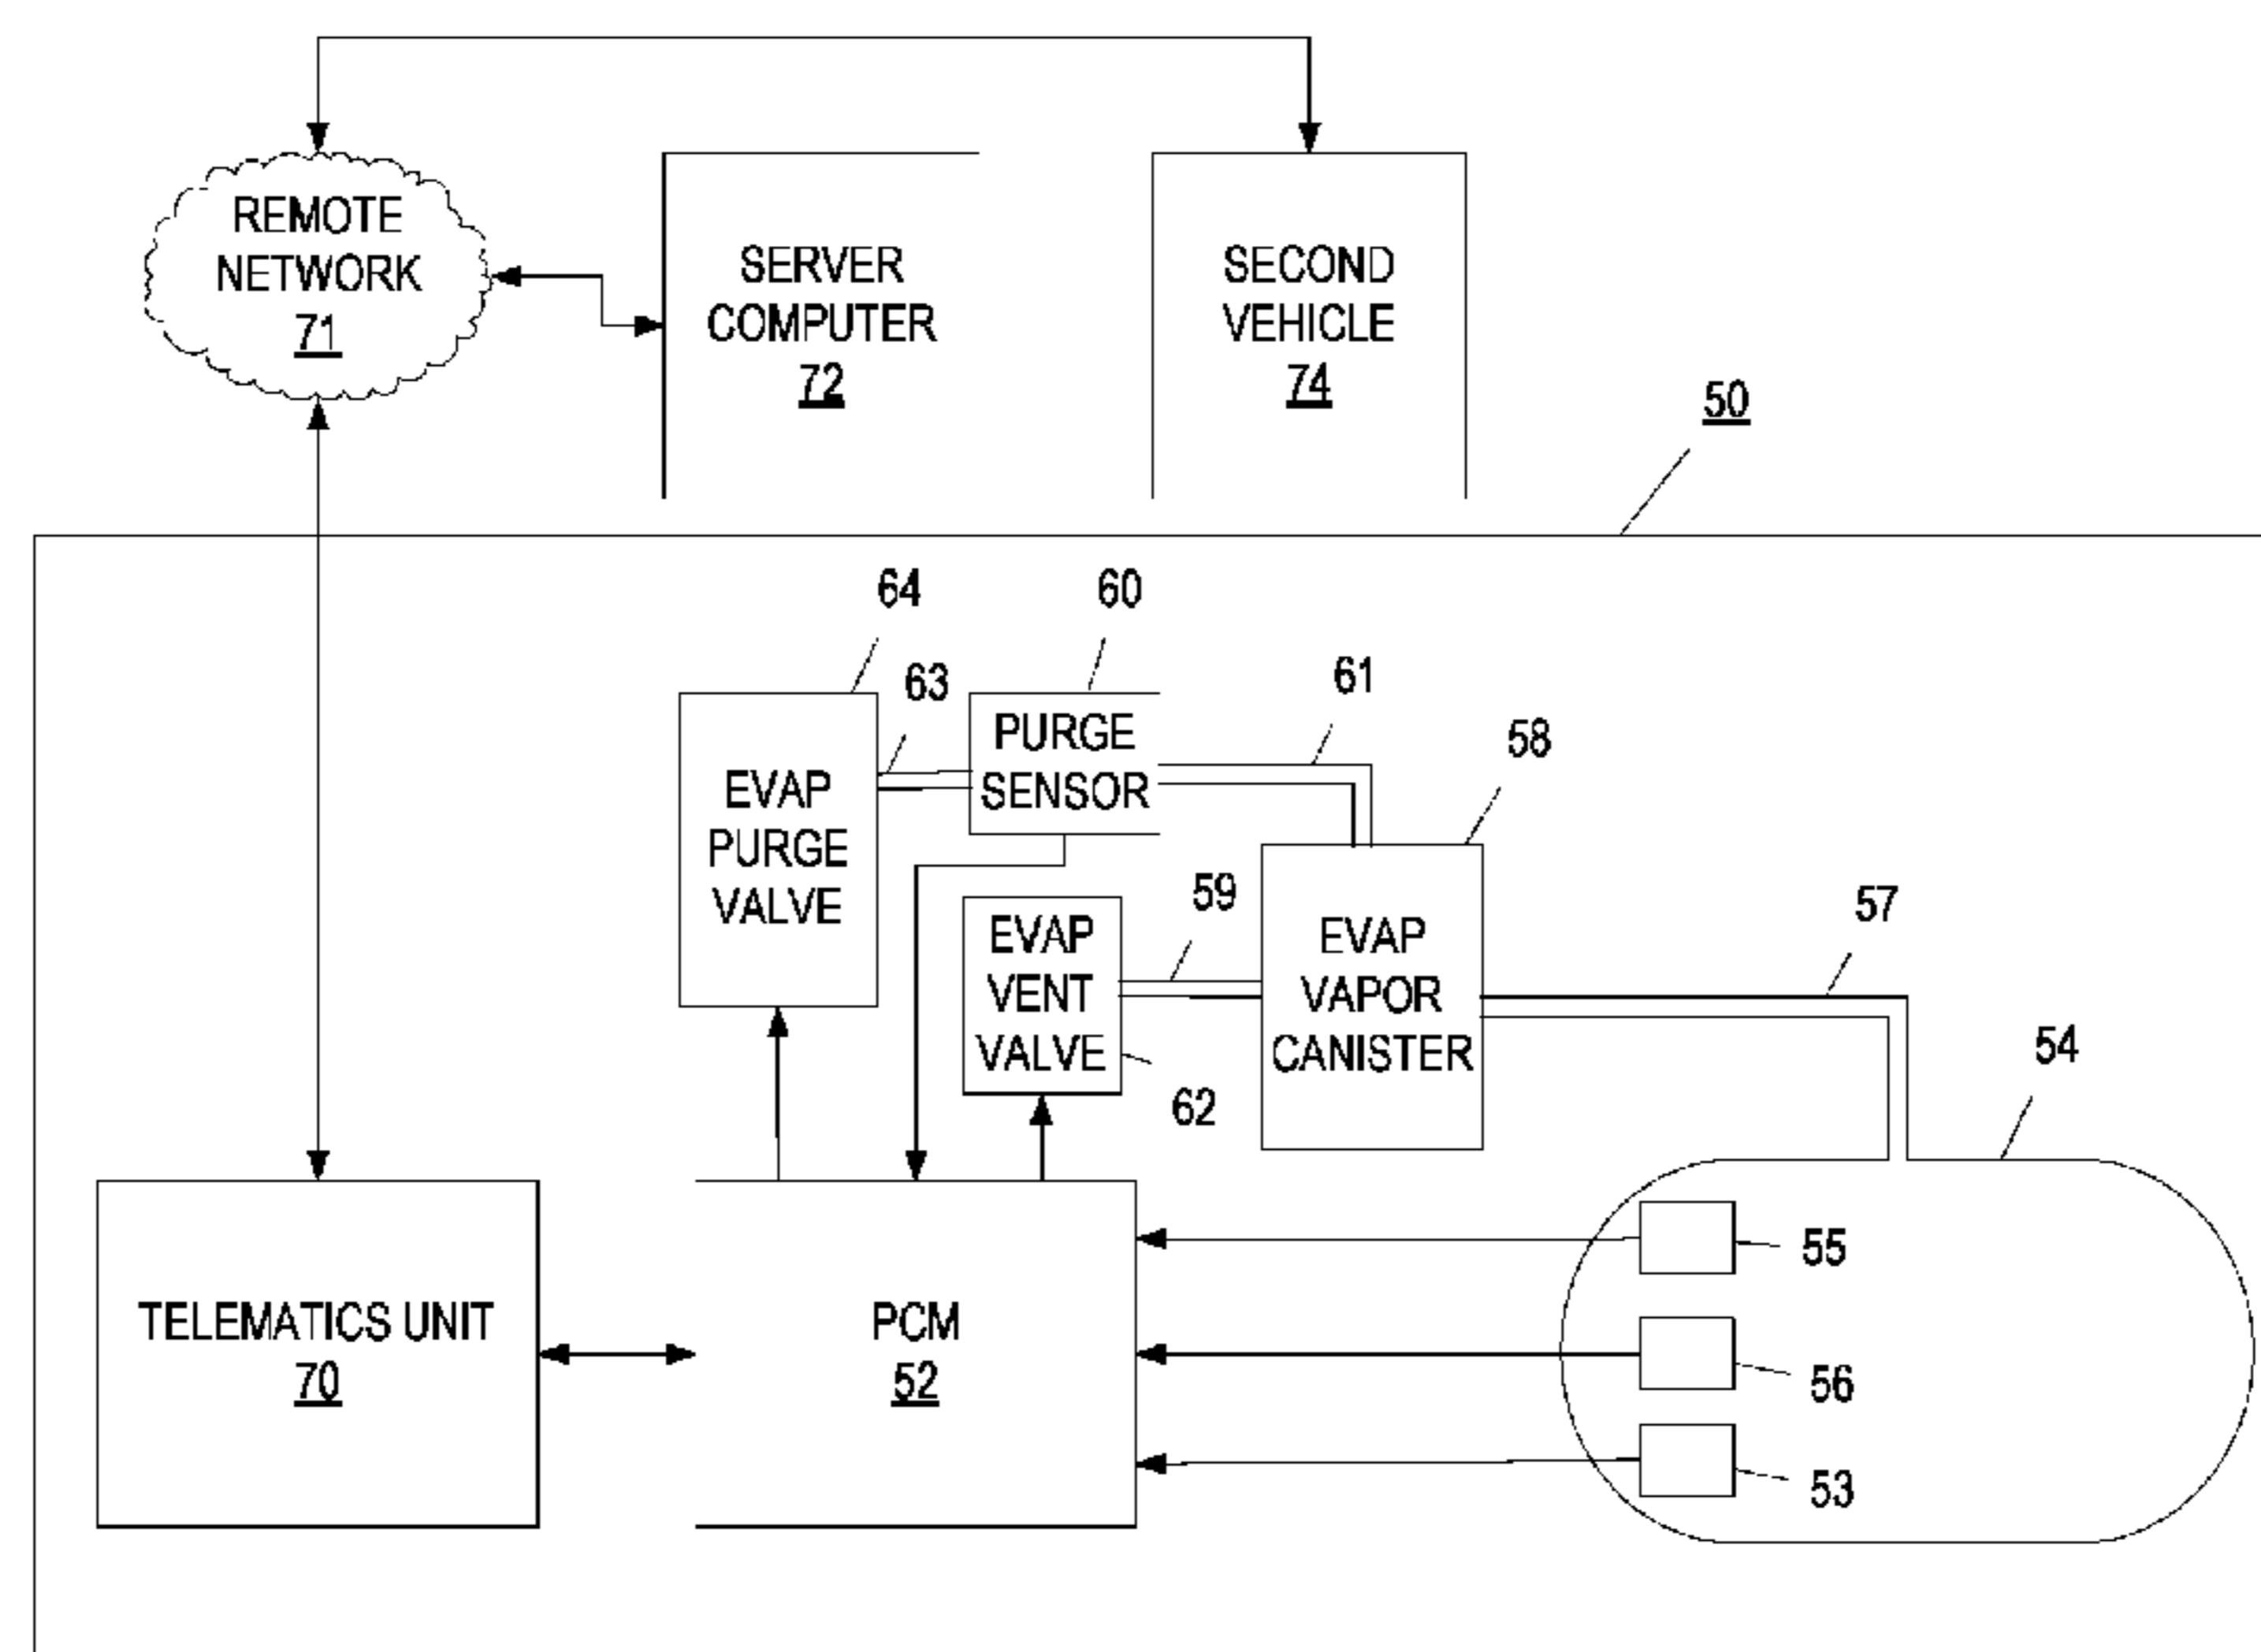 REMOTE
NETWORK
71
SERVER
COMPUTER
72
SECOND
VEHICLE
74
50
64
60
63
61
58
PURGE
SENSOR
EVAP
PURGE
VALVE
59
57
EVAP
VENT
VALVE
EVAP
VAPOR
CANISTER
62
54
55
TELEMATICS UNIT
70
PCM
52
56
53